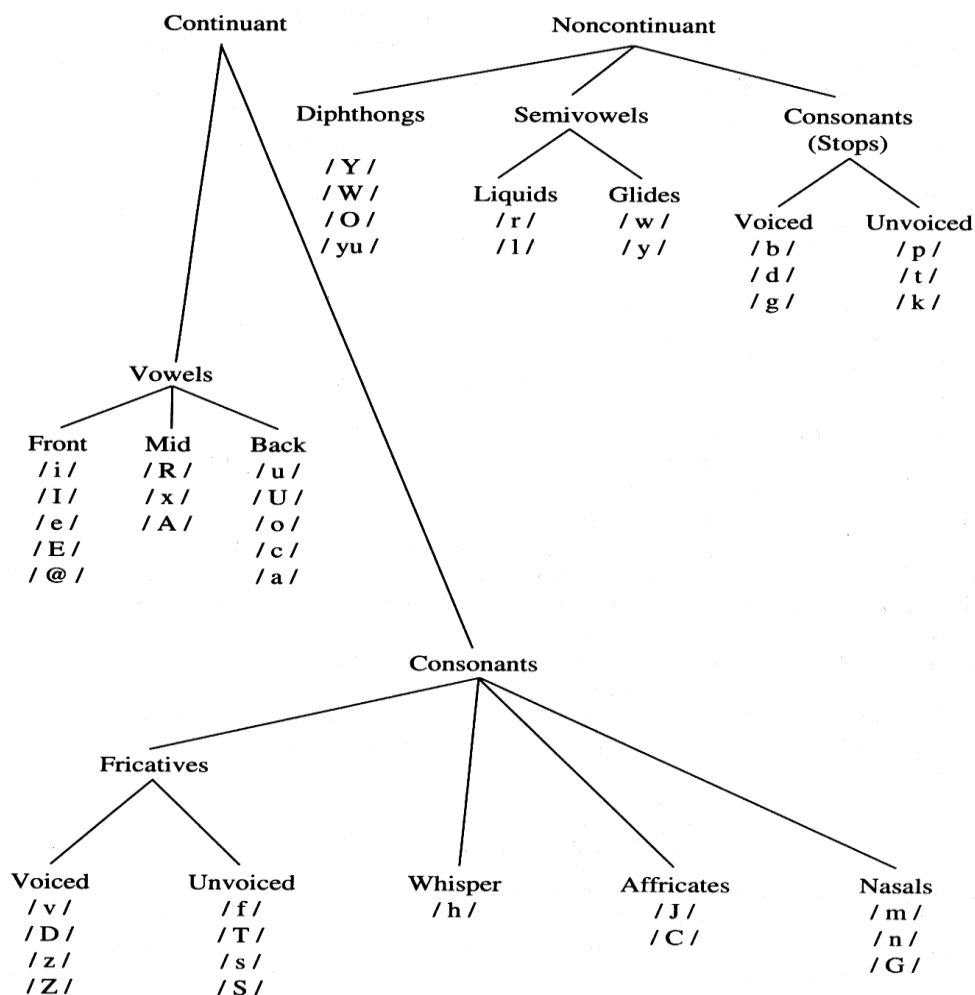 Continuant
Noncontinuant
Diphthongs
/ Y /
/ W /
/ O /
/ yu /
Semivowels
Liquids
/ r /
/ l /
Glides
/ w /
/ y /
Consonants
(Stops)
Voiced
/ b /
/ d /
/ g /
Unvoiced
/ p /
/ t /
/ k /
Vowels
Front
/ i /
/ I /
/ e /
/ E /
/ @ /
Mid
/ R /
/ x /
/ A /
Back
/ u /
/ U /
/ o /
/ c /
/ a /
Consonants
Fricatives
Voiced
/ v /
/ D /
/ z /
/ Z /
Unvoiced
/ f /
/ T /
/ s /
/ S /
Whisper
/ h /
Affricates
/ J /
/ C /
Nasals
/ m /
/ n /
/ G /